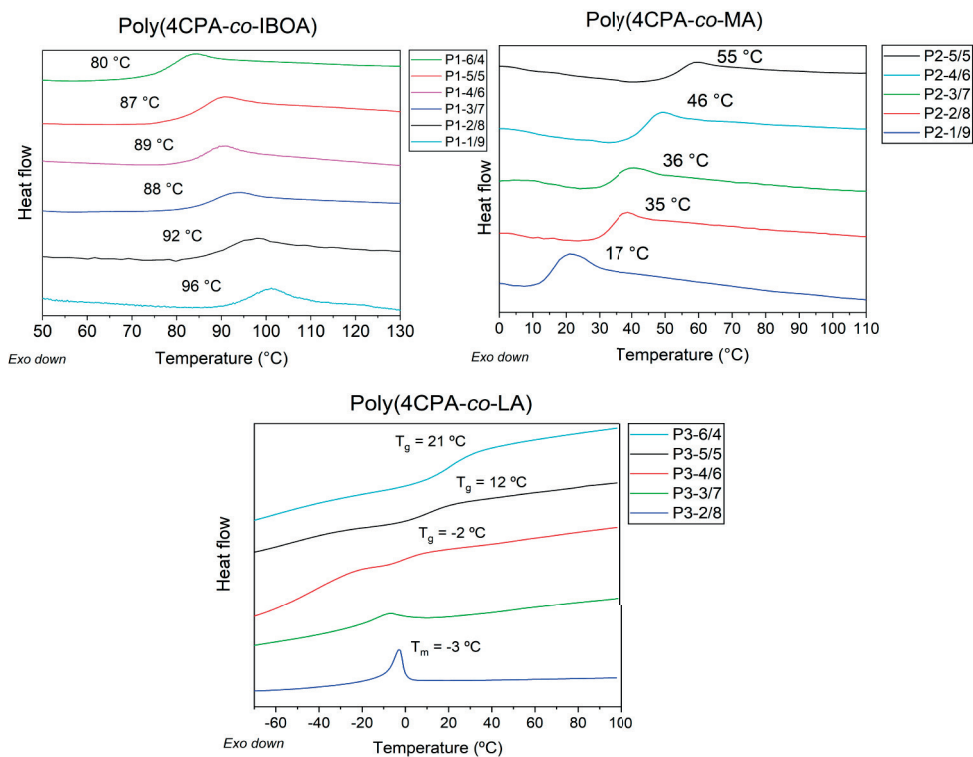 Poly(4CPA-co-IBOA)
80 °C
87 °C
89 °C
88 °C
92 °C
96 °C
Heat flow
50 60 70 80 90 100 110 120 130
Temperature (°C)
Exo down
P1-6/4
P1-5/5
P1-4/6
P1-3/7
P1-2/8
P1-1/9
Poly(4CPA-co-MA)
55 °C
46 °C
36 °C
35 °C
17 °C
Heat flow
0 10 20 30 40 50 60 70 80 90 100 110
Temperature (°C)
Exo down
P2-5/5
P2-4/6
P2-3/7
P2-2/8
P2-1/9
Poly(4CPA-co-LA)
Tg = 21 ºC
Tg = 12 ºC
Tg = -2 ºC
Tm = -3 ºC
Heat flow
-60 -40 -20 0 20 40 60 80 100
Temperature (ºC)
Exo down
P3-6/4
P3-5/5
P3-4/6
P3-3/7
P3-2/8